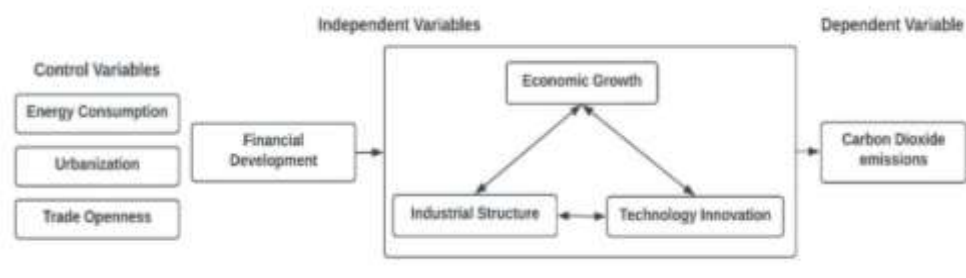 Independent Variables
Dependent Variable
Control Variables
Economic Growth
Energy Consumption
Financial
Development
Carbon Dioxide
emissions
Urbanization
Industrial Structure
Technology Innovation
Trade Openness